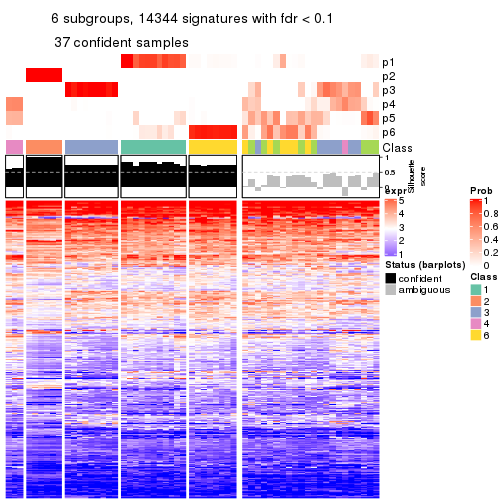 6 subgroups, 14344 signatures with fdr < 0.1
37 confident samples
p1
p2
p3
p4
p5
p6
Class
1
0.5
0
Silhouette
score
expr
5
4
3
2
1
Status (barplots)
confident
ambiguous
Prob
1
0.8
0.6
0.4
0.2
0
Class
1
2
3
4
6